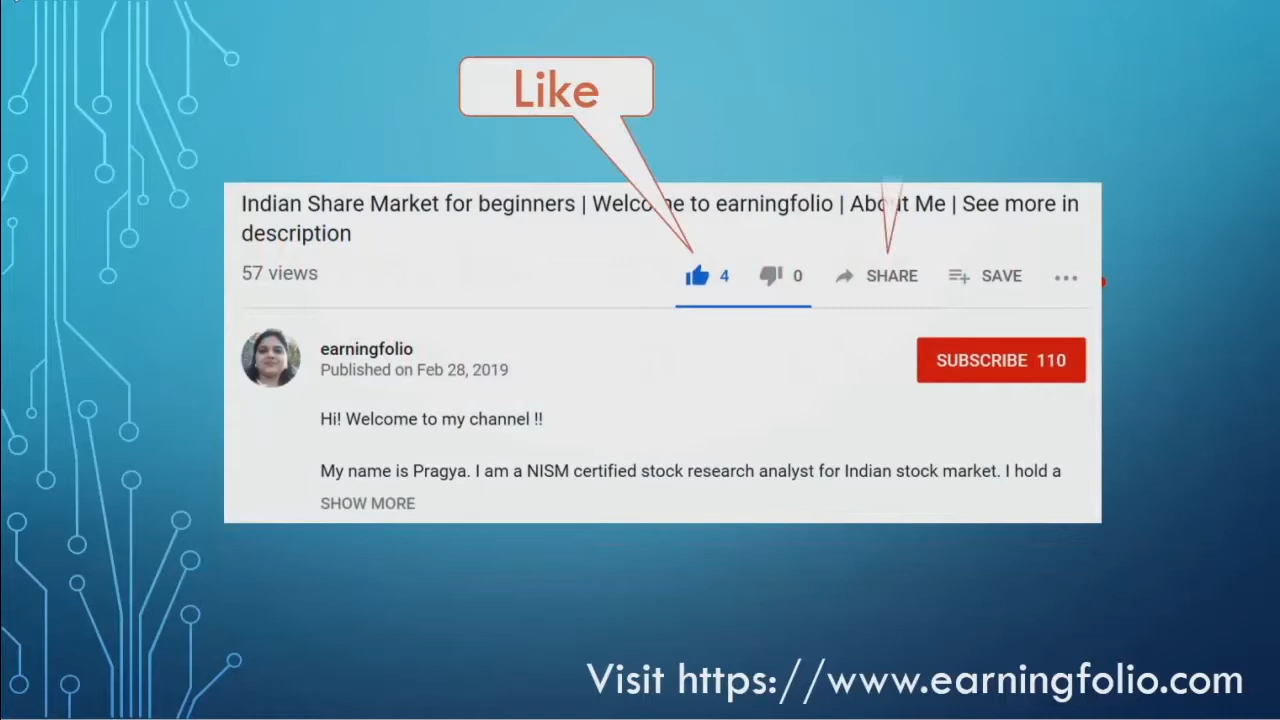 Like
Indian Share Market for beginners | Welcome to earningfolio | About Me | See more in
description
57 views
4 0 SHARE SAVE
earningfolio
Published on Feb 28, 2019
SUBSCRIBE 110
Hi! Welcome to my channel !!
My name is Pragya. I am a NISM certified stock research analyst for Indian stock market. I hold a
SHOW MORE
Visit https://www.earningfolio.com